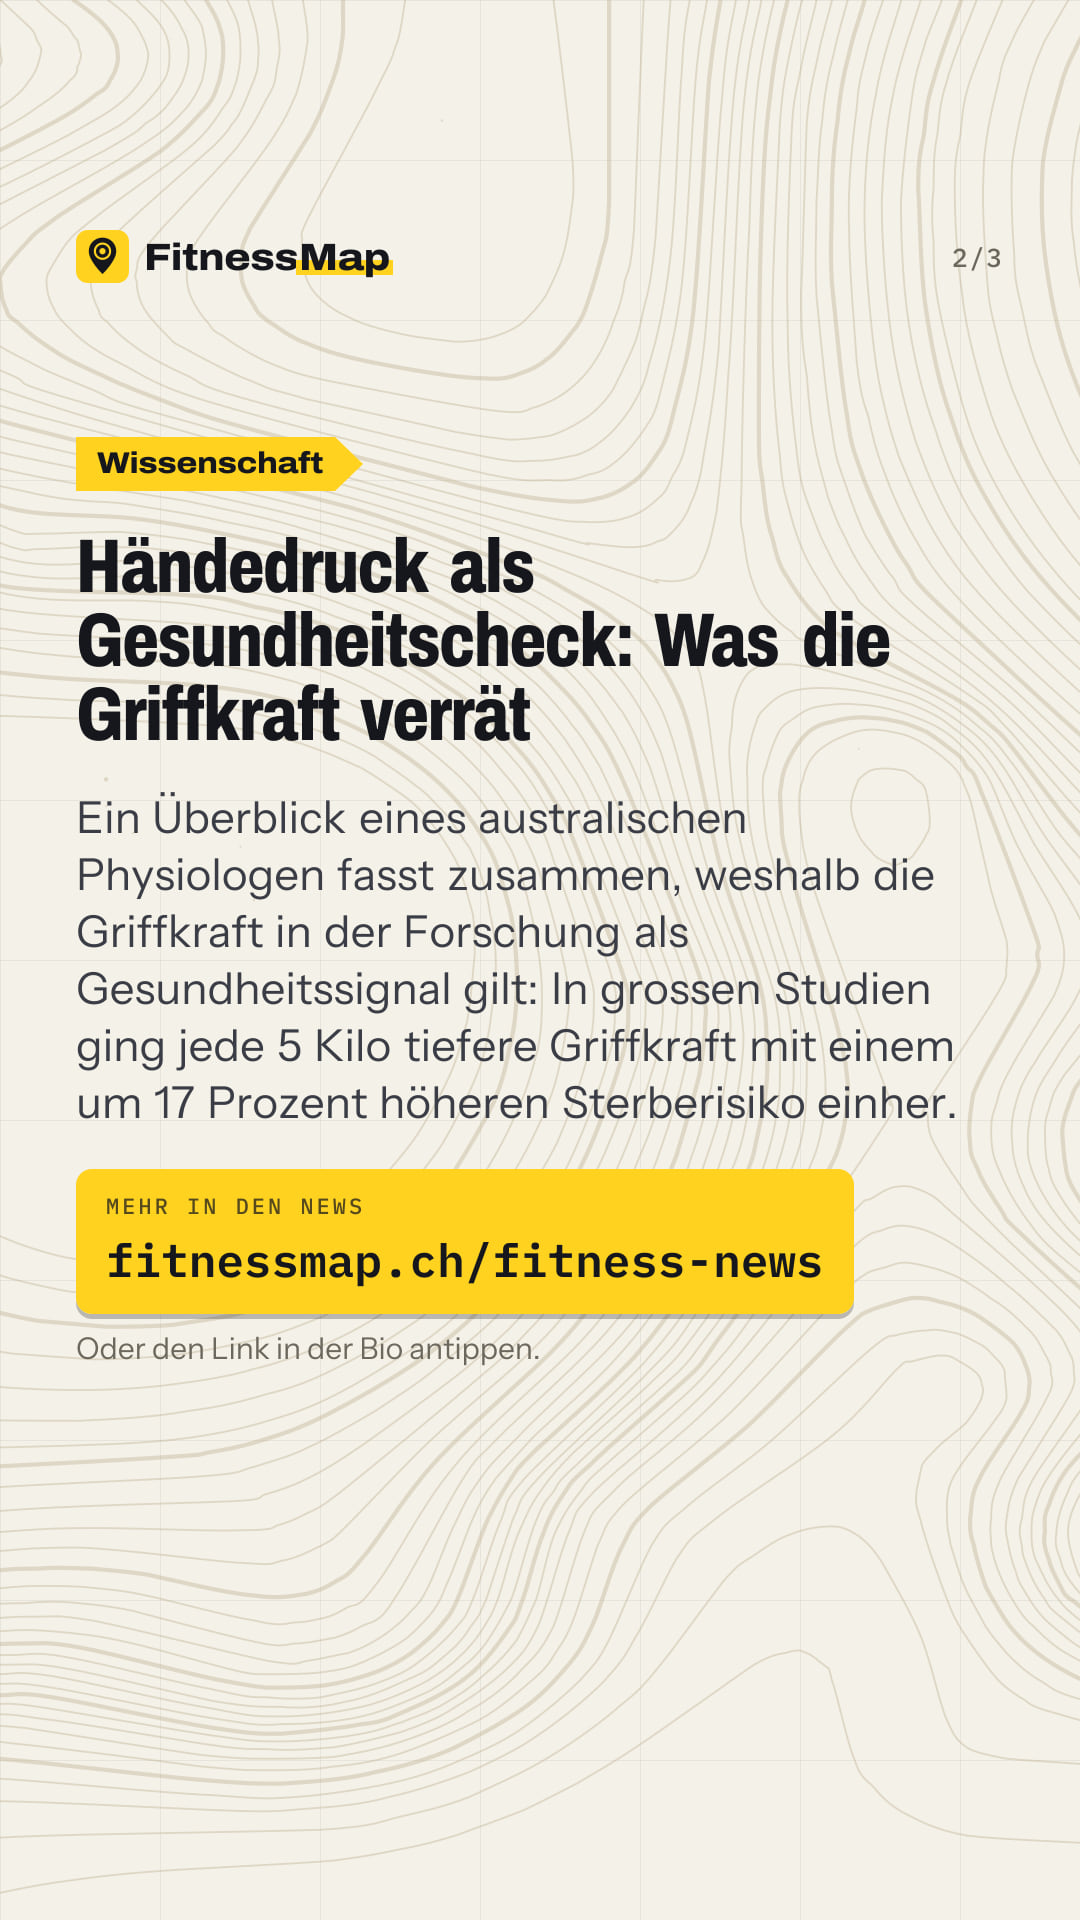 FitnessMap
2/3
Wissenschaft
Händedruck als
Gesundheitscheck: Was die
Griffkraft verrät
Ein Überblick eines australischen
Physiologen fasst zusammen, weshalb die
Griffkraft in der Forschung als
Gesundheitssignal gilt: In grossen Studien
ging jede 5 Kilo tiefere Griffkraft mit einem
um 17 Prozent höheren Sterberisiko einher.
MEHR IN DEN NEWS
fitnessmap.ch/fitness-news
Oder den Link in der Bio antippen.